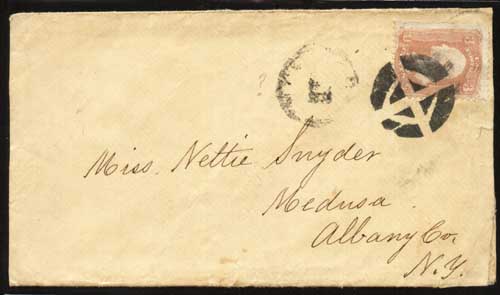 Miss. Nettie Snyder
Medusa.
Albany Co.
N.Y.